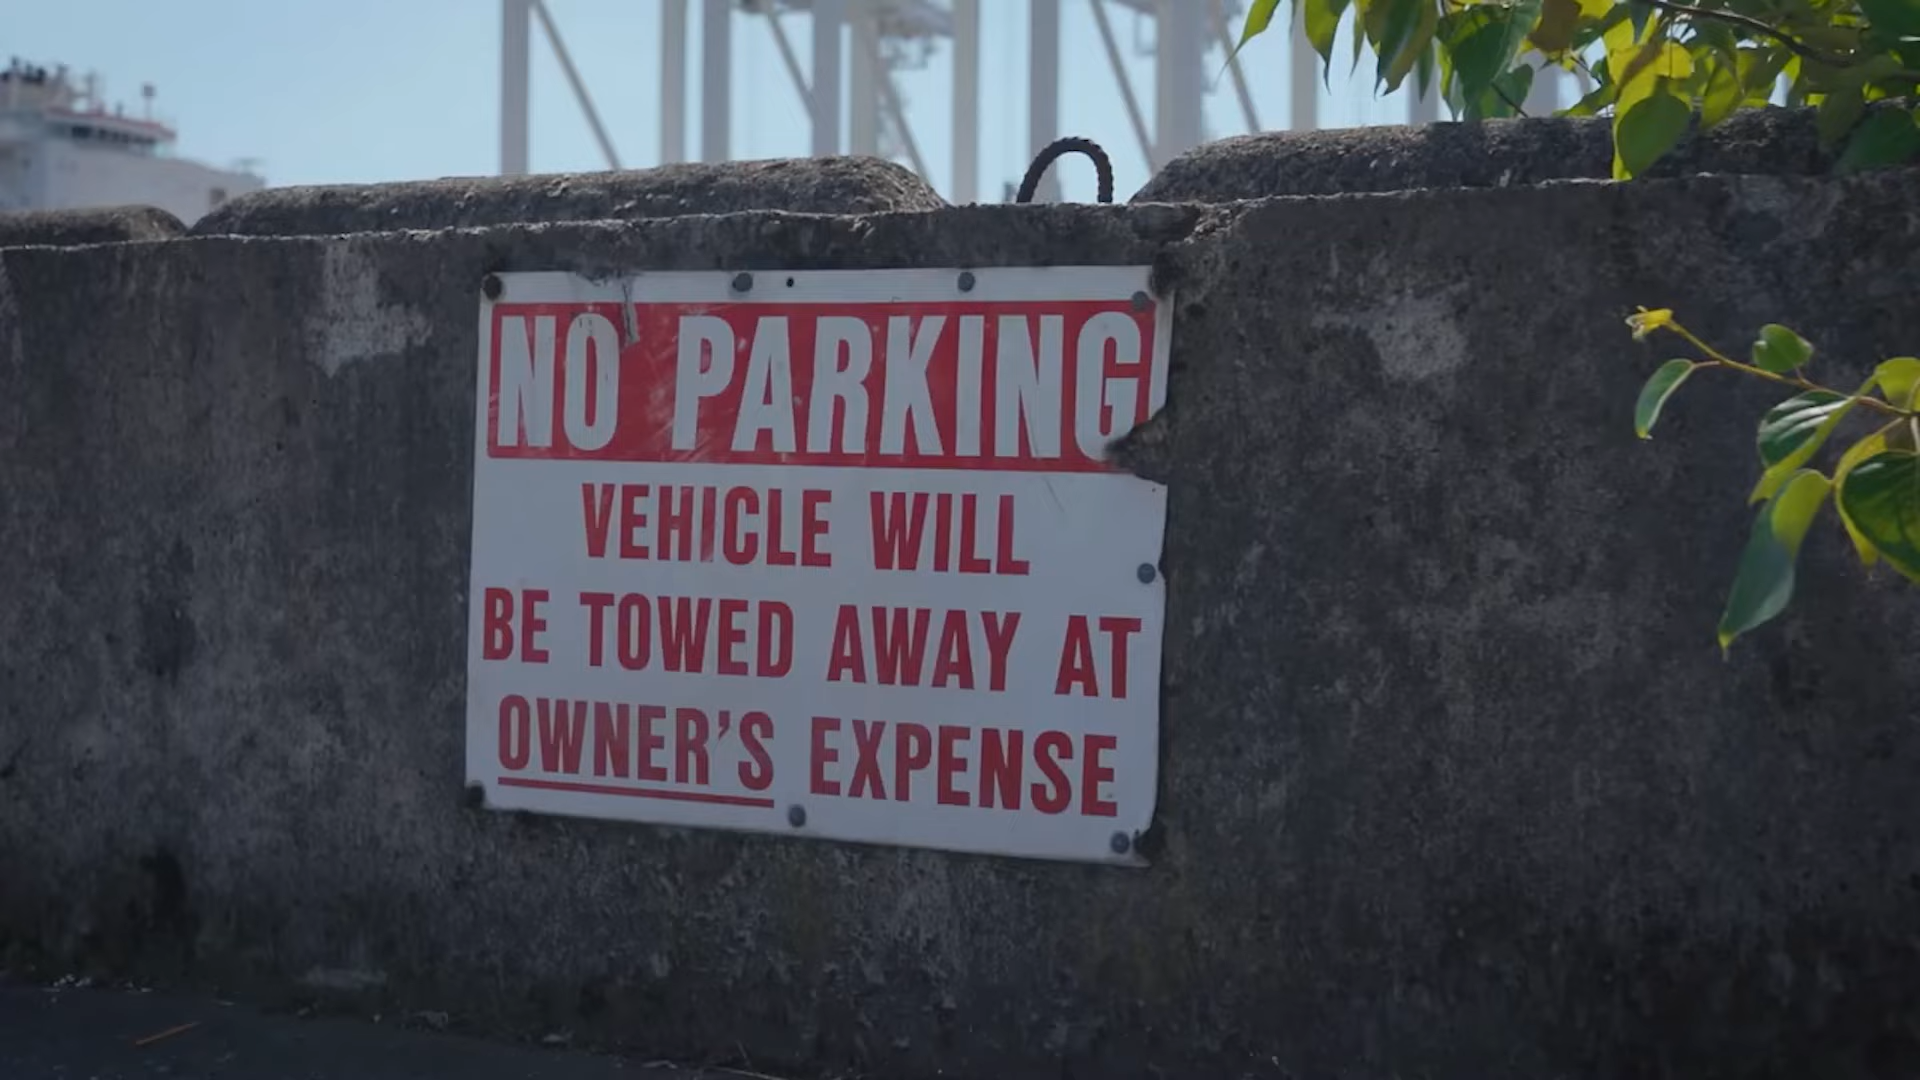 NO PARKING
VEHICLE WILL
BE TOWED AWAY AT
OWNER'S EXPENSE